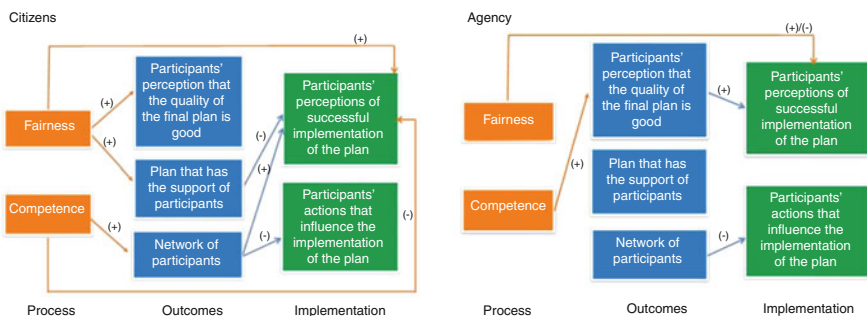 Citizens
(+)
Fairness
(+)
(+)
Competence
(+)
Participants'
perception that
the quality of
the final plan is
good
Plan that has
the support of
participants
Network of
participants
(-)
(+)
(-)
Participants'
perceptions of
successful
implementation
of the plan
Participants'
actions that
influence the
implementation
of the plan
(-)
Process
Outcomes
Implementation
Agency
(+)/(-)
Fairness
Competence
(+)
Participants'
perception that
the quality of
the final plan is
good
Plan that has
the support of
participants
Network of
participants
(+)
(-)
Participants'
perceptions of
successful
implementation
of the plan
Participants'
actions that
influence the
implementation
of the plan
Process
Outcomes
Implementation